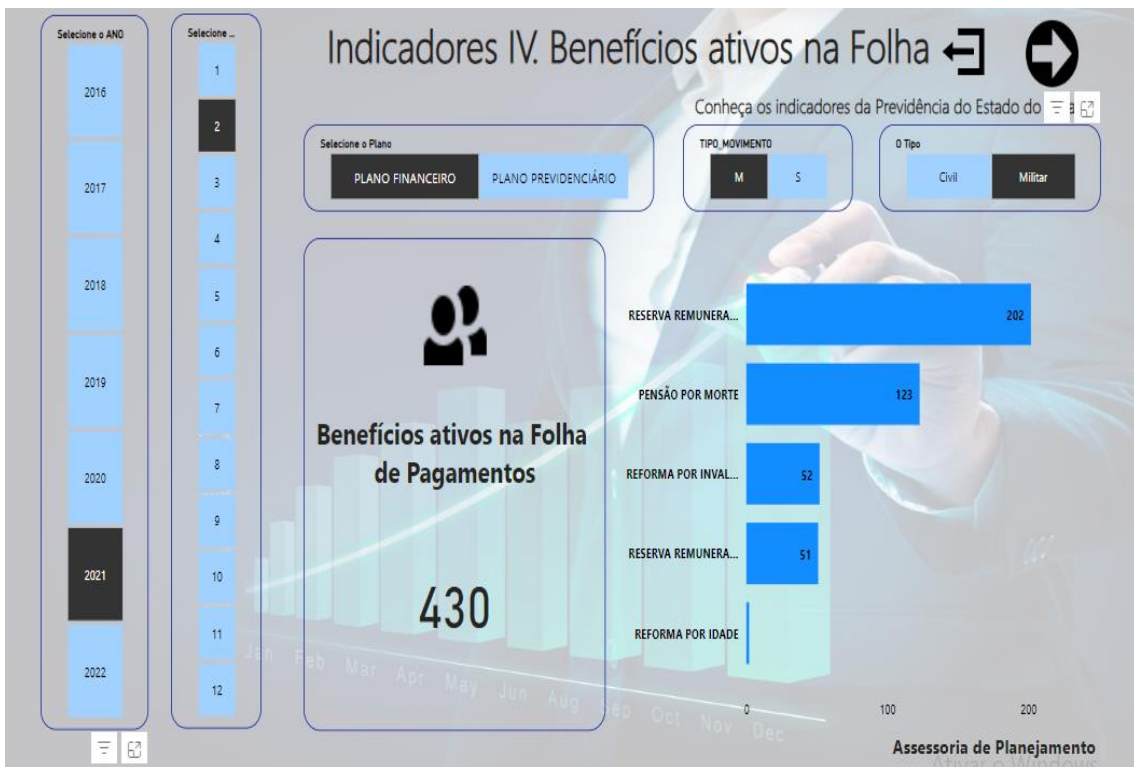 Selecione o ANO
2016
2017
2018
2019
2020
2021
2022
Selecione ...
1
2
3
4
5
6
7
8
9
10
11
12
Indicadores IV. Benefícios ativos na Folha
Conheça os indicadores da Previdência do Estado do
Selecione o Plano
PLANO FINANCEIRO
PLANO PREVIDENCIÁRIO
TIPO_MOVIMENTO
M
S
O Tipo
Civil
Militar
Benefícios ativos na Folha
de Pagamentos
430
RESERVA REMUNERA...
202
PENSÃO POR MORTE
123
REFORMA POR INVAL...
52
RESERVA REMUNERA...
51
REFORMA POR IDADE
0
100
200
Jan Feb Mar Apr May Jun Aug Sep Oct Nov Dec
Assessoria de Planejamento
Ativar o Windows